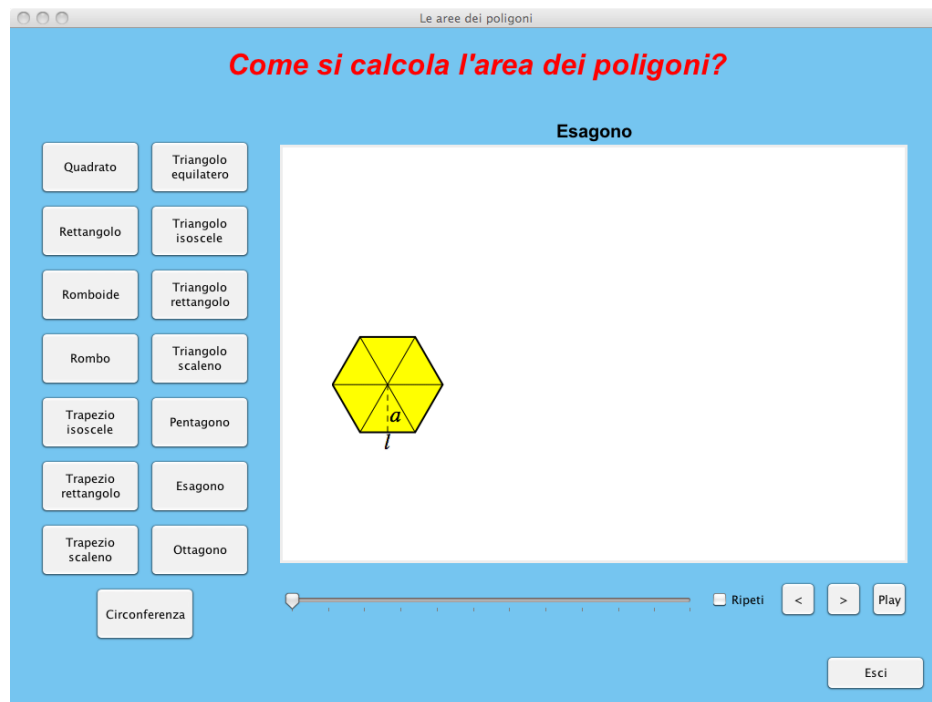 Le aree dei poligoni
Come si calcola l'area dei poligoni?
Esagono
Quadrato
Triangolo
equilatero
Rettangolo
Triangolo
isoscele
Romboide
Triangolo
rettangolo
Rombo
Triangolo
scaleno
Trapezio
isoscele
Pentagono
Trapezio
rettangolo
Esagono
Trapezio
scaleno
Ottagono
Circonferenza
a
l
Ripeti
<
>
Play
Esci